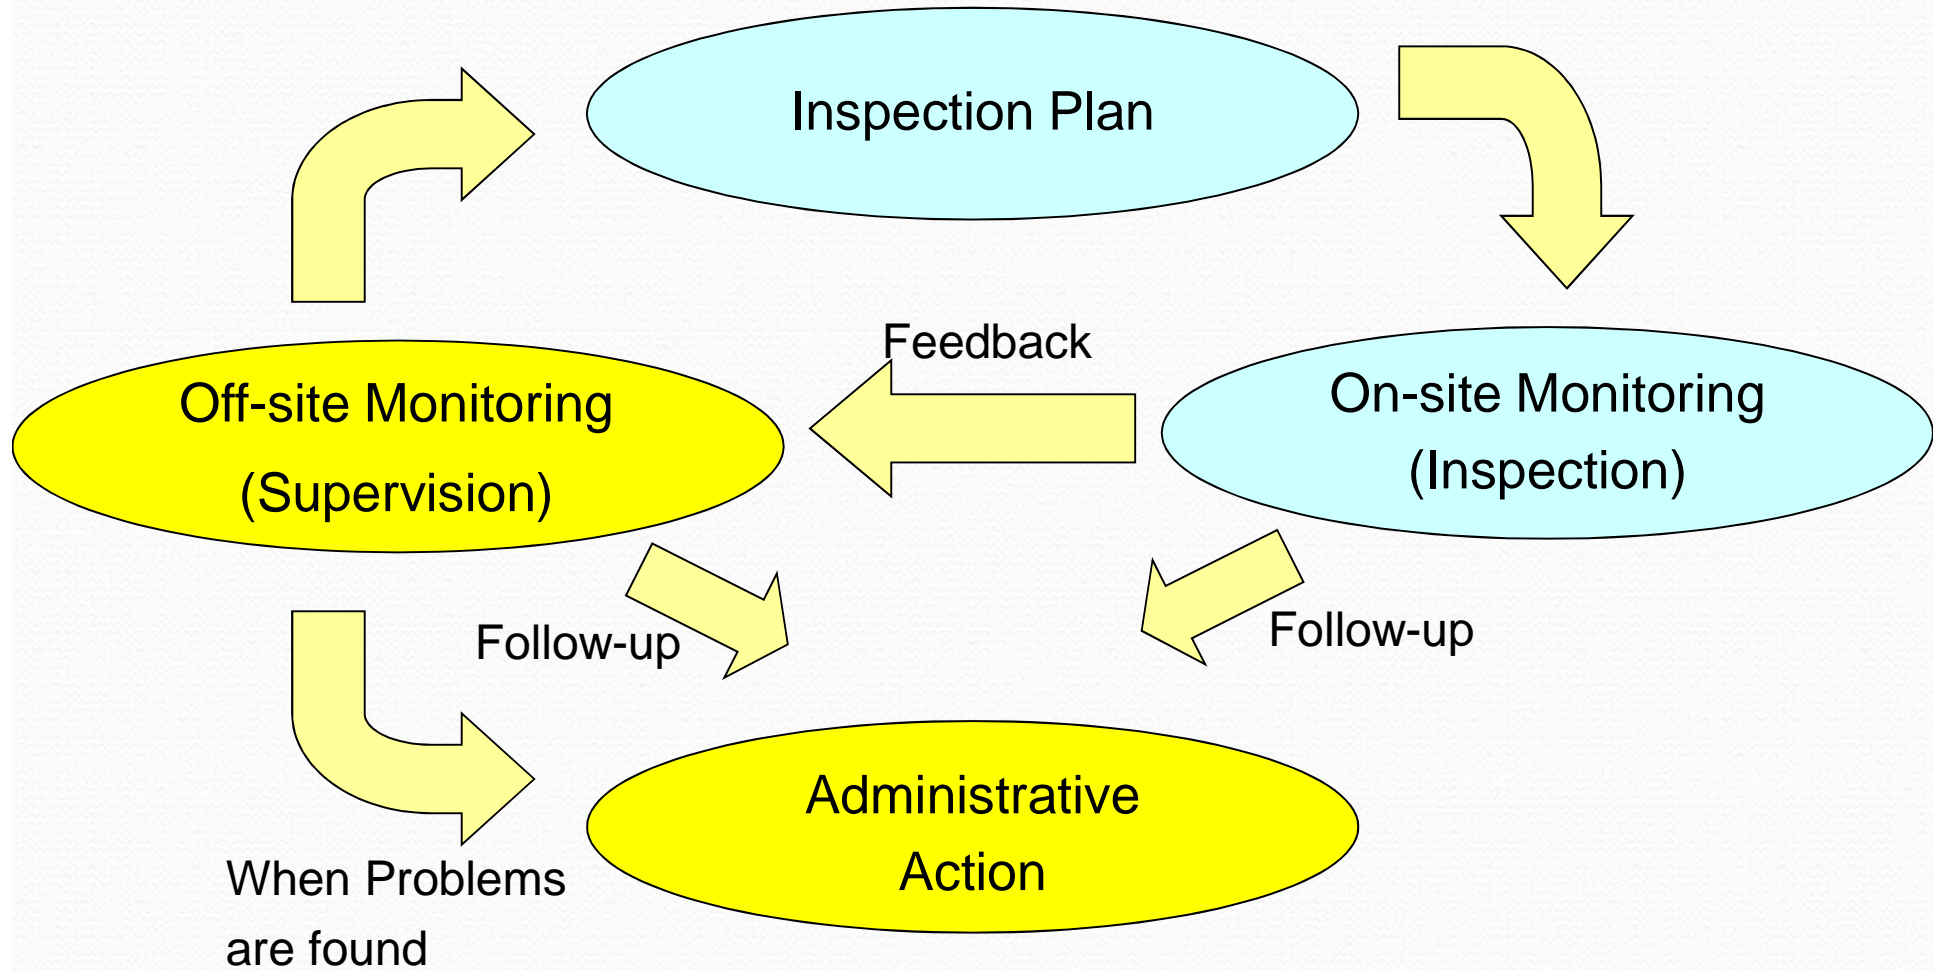 Inspection Plan
Feedback
Off-site Monitoring
(Supervision)
On-site Monitoring
(Inspection)
Follow-up
Follow-up
Administrative
Action
When Problems
are found